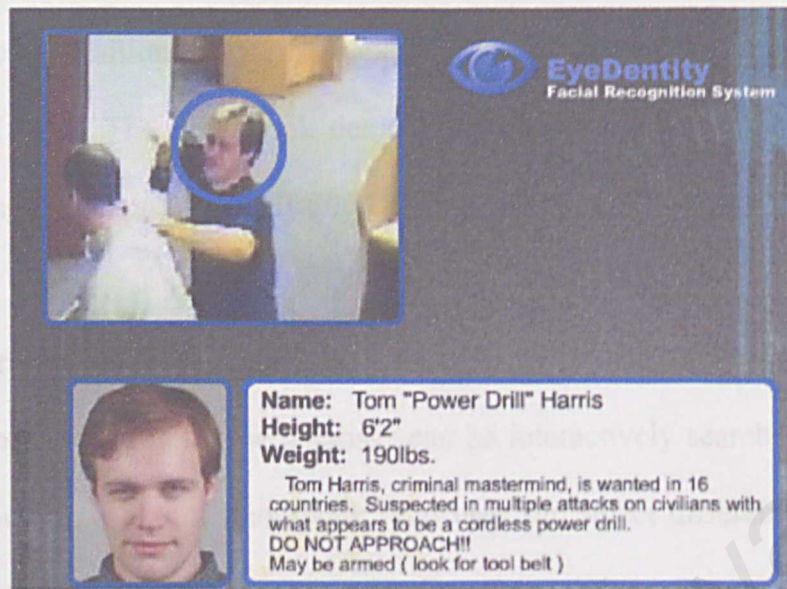 EyeDentity
Facial Recognition System
Name: Tom "Power Drill" Harris
Height: 6'2"
Weight: 190lbs.
Tom Harris, criminal mastermind, is wanted in 16
countries. Suspected in multiple attacks on civilians with
what appears to be a cordless power drill.
DO NOT APPROACH!!
May be armed ( look for tool belt )